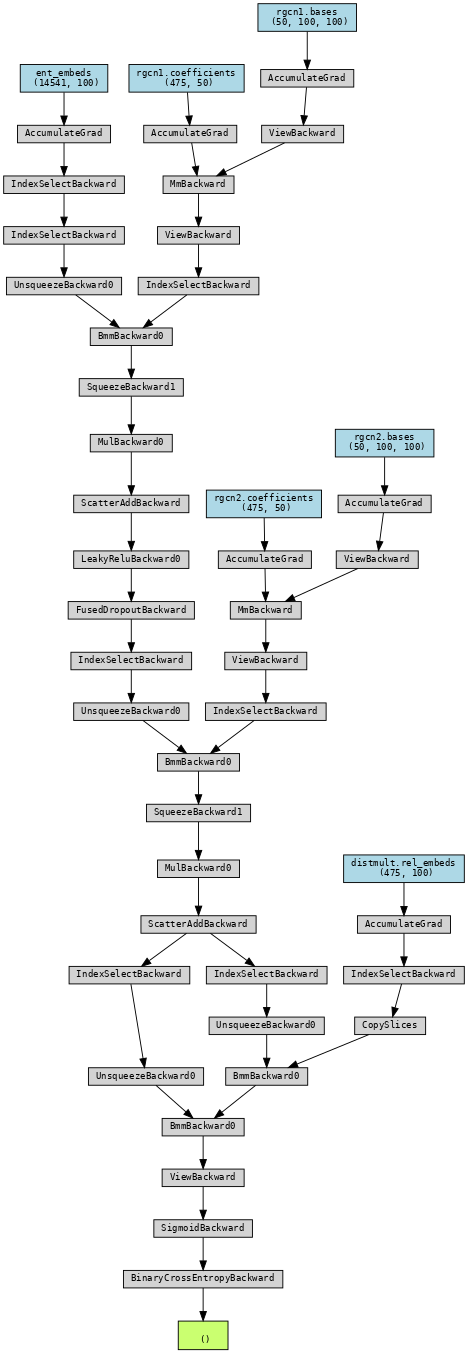 rgcn1.bases
(50, 100, 100)
ent_embeds
(14541, 100)
rgcn1.coefficients
(475, 50)
AccumulateGrad
AccumulateGrad
AccumulateGrad
ViewBackward
IndexSelectBackward
MmBackward
IndexSelectBackward
ViewBackward
UnsqueezeBackward0
IndexSelectBackward
BmmBackward0
SqueezeBackward1
MulBackward0
rgcn2.bases
(50, 100, 100)
ScatterAddBackward
rgcn2.coefficients
(475, 50)
AccumulateGrad
LeakyReluBackward0
AccumulateGrad
ViewBackward
FusedDropoutBackward
MmBackward
IndexSelectBackward
ViewBackward
UnsqueezeBackward0
IndexSelectBackward
BmmBackward0
SqueezeBackward1
MulBackward0
distmult.rel_embeds
(475, 100)
ScatterAddBackward
AccumulateGrad
IndexSelectBackward
IndexSelectBackward
IndexSelectBackward
UnsqueezeBackward0
CopySlices
UnsqueezeBackward0
BmmBackward0
BmmBackward0
ViewBackward
SigmoidBackward
BinaryCrossEntropyBackward
()